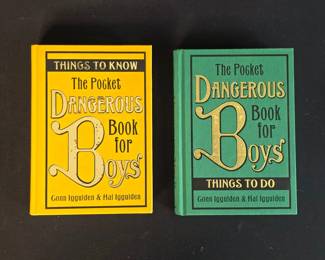 THINGS TO KNOW
The Pocket
DANGEROUS
Book for
Boys
Conn Iggulden & Hal Iggulden
The Pocket
DANGEROUS
Book for
Boys
THINGS TO DO
Conn Iggulden & Hal Iggulden